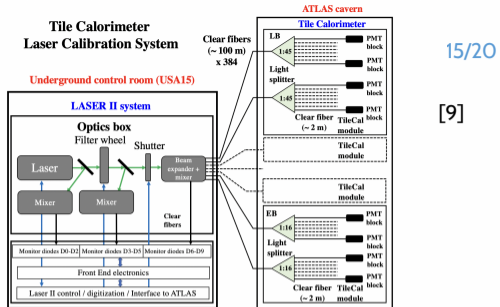 Tile Calorimeter
Laser Calibration System
Underground control room (USA15)
LASER II system
Optics box
Filter wheel
Shutter
Laser
Beam
expander +
mixer
Mixer
Mixer
Clear
fibers
Monitor diodes D0-D2
Monitor diodes D3-D5
Monitor diodes D6-D9
Front End electronics
Laser II control / digitization / Interface to ATLAS
Clear fibers
(~ 100 m)
x 384
ATLAS cavern
Tile Calorimeter
LB
1:45
Light
splitter
1:45
Clear fiber
(~ 2 m)
PMT
block
PMT
block
PMT
block
PMT
block
TileCal
module
TileCal
module
TileCal
module
EB
1:16
Light
splitter
1:16
Clear fiber
(~ 2 m)
PMT
block
PMT
block
PMT
block
PMT
block
TileCal
module
15/20
[9]